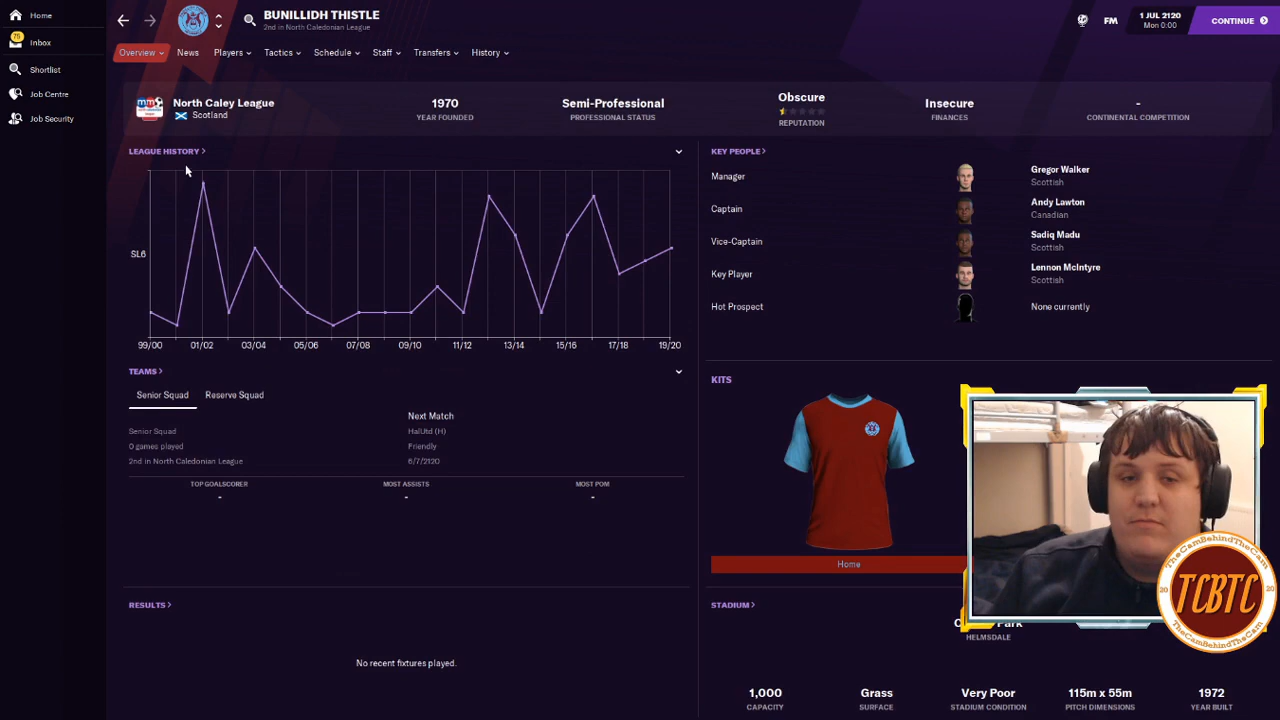 Home
75
Inbox
Shortlist
Job Centre
Job Security
BUNILLIDH THISTLE
2nd in North Caledonian League
FM
1 JUL 2120
Mon 0:00
CONTINUE
Overview
News
Players
Tactics
Schedule
Staff
Transfers
History
North Caley League
Scotland
1970
YEAR FOUNDED
Semi-Professional
PROFESSIONAL STATUS
Obscure
REPUTATION
Insecure
FINANCES
-
CONTINENTAL COMPETITION
LEAGUE HISTORY >
SL6
99/00 01/02 03/04 05/06 07/08 09/10 11/12 13/14 15/16 17/18 19/20
TEAMS >
Senior Squad Reserve Squad
Next Match
Senior Squad HalUtd (H)
0 games played Friendly
2nd in North Caledonian League 6/7/2120
TOP GOALSCORER MOST ASSISTS MOST POM
- - -
RESULTS >
No recent fixtures played.
KEY PEOPLE >
Manager Gregor Walker
Scottish
Captain Andy Lawton
Canadian
Vice-Captain Sadiq Madu
Scottish
Key Player Lennon McIntyre
Scottish
Hot Prospect None currently
KITS
Home
STADIUM >
Park
HELMSDALE
1,000
CAPACITY
Grass
SURFACE
Very Poor
STADIUM CONDITION
115m x 55m
PITCH DIMENSIONS
1972
YEAR BUILT
TheCamBehindTheCam
20 TCBTC 20
TheCamBehindTheCam